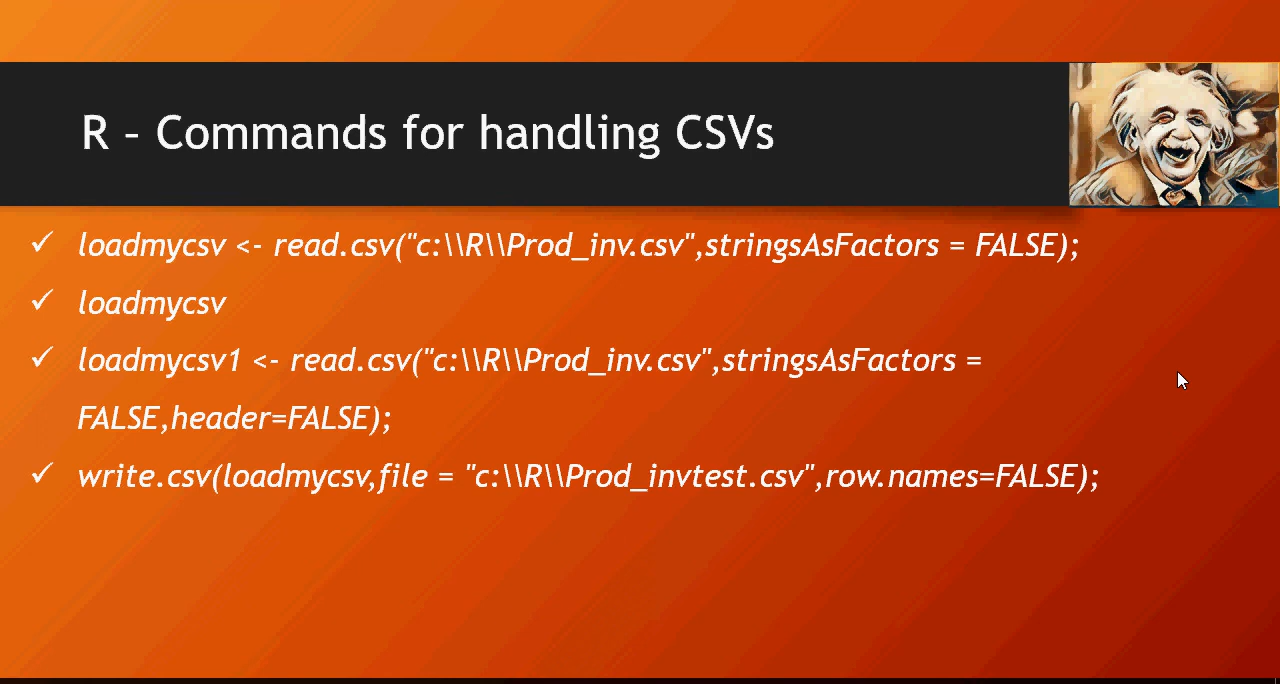 R – Commands for handling CSVs
loadmycsv <- read.csv("c:\\R\\Prod_inv.csv",stringsAsFactors = FALSE);
loadmycsv
loadmycsv1 <- read.csv("c:\\R\\Prod_inv.csv",stringsAsFactors =
FALSE,header=FALSE);
write.csv(loadmycsv,file = "c:\\R\\Prod_invtest.csv",row.names=FALSE);